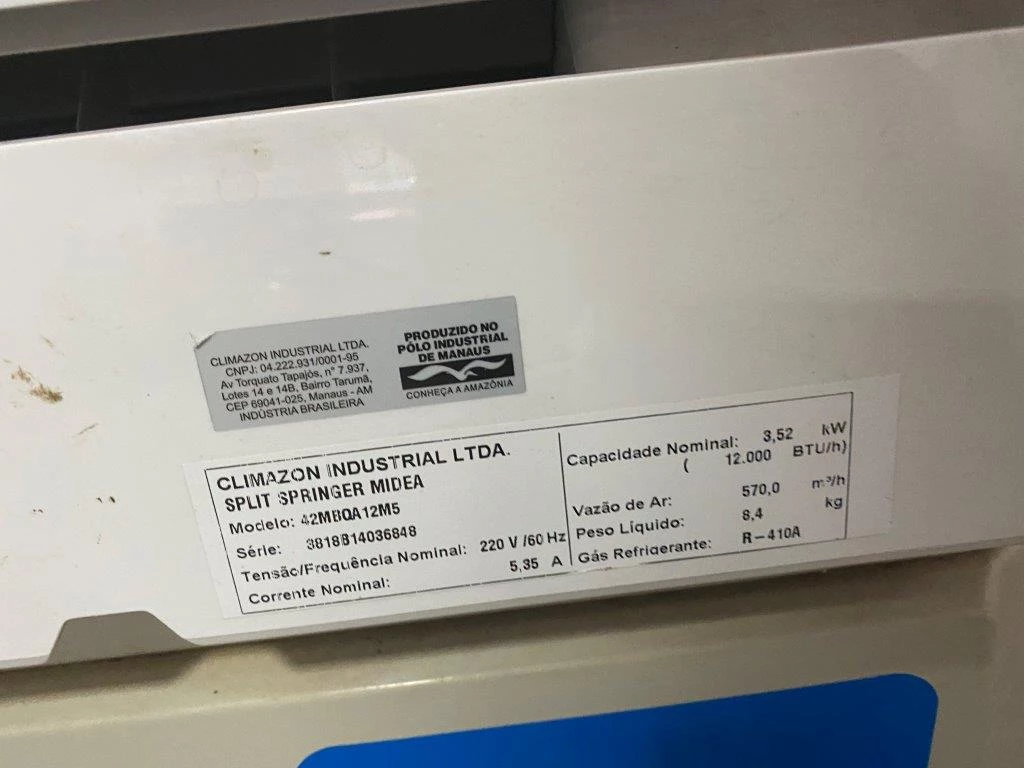 CLIMAZON INDUSTRIAL LTDA.
CNPJ: 04.222.931/0001-95
Av Torquato Tapajós, n° 7.937,
Lotes 14 e 14B, Bairro Tarumã,
CEP 69041-025, Manaus - AM
INDÚSTRIA BRASILEIRA
PRODUZIDO NO
PÓLO INDUSTRIAL
DE MANAUS
CONHEÇA A AMAZÔNIA
CLIMAZON INDUSTRIAL LTDA.
SPLIT SPRINGER MIDEA
Modelo: 42MBQA12M5
Série: 3818B14036848
Tensão/Frequência Nominal: 220 V /60 Hz
Corrente Nominal: 5,35 A
Capacidade Nominal: 3,52 kW
( 12.000 BTU/h)
Vazão de Ar: 570,0 m³/h
Peso Líquido: 8,4 kg
Gás Refrigerante: R-410A